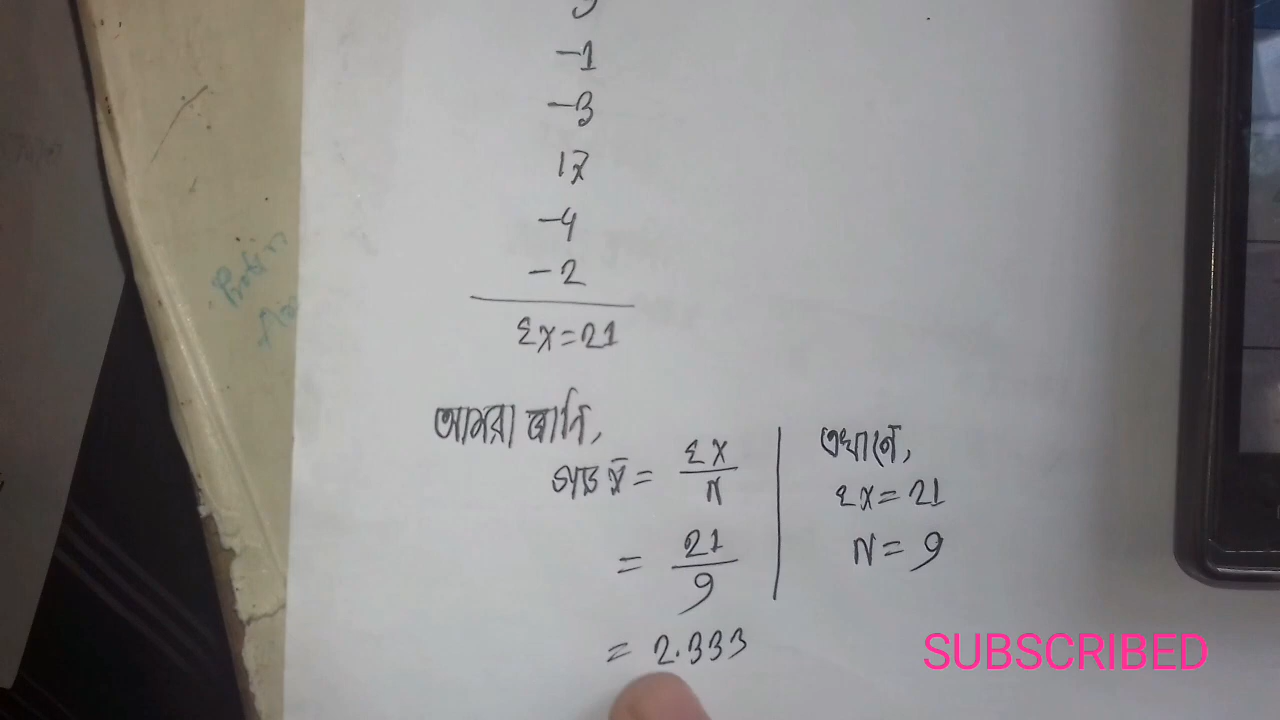 -1
-3
17
-4
-2
Σx=21
আমরা জানি,
গড় x̄ = Σx/N
= 21/9
= 2.333
এখানে,
Σx = 21
N = 9
SUBSCRIBED